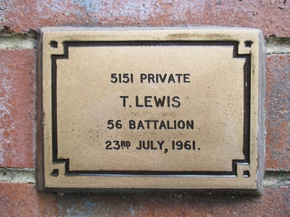 5151 PRIVATE
T. LEWIS
56 BATTALION
23RD JULY, 1961.